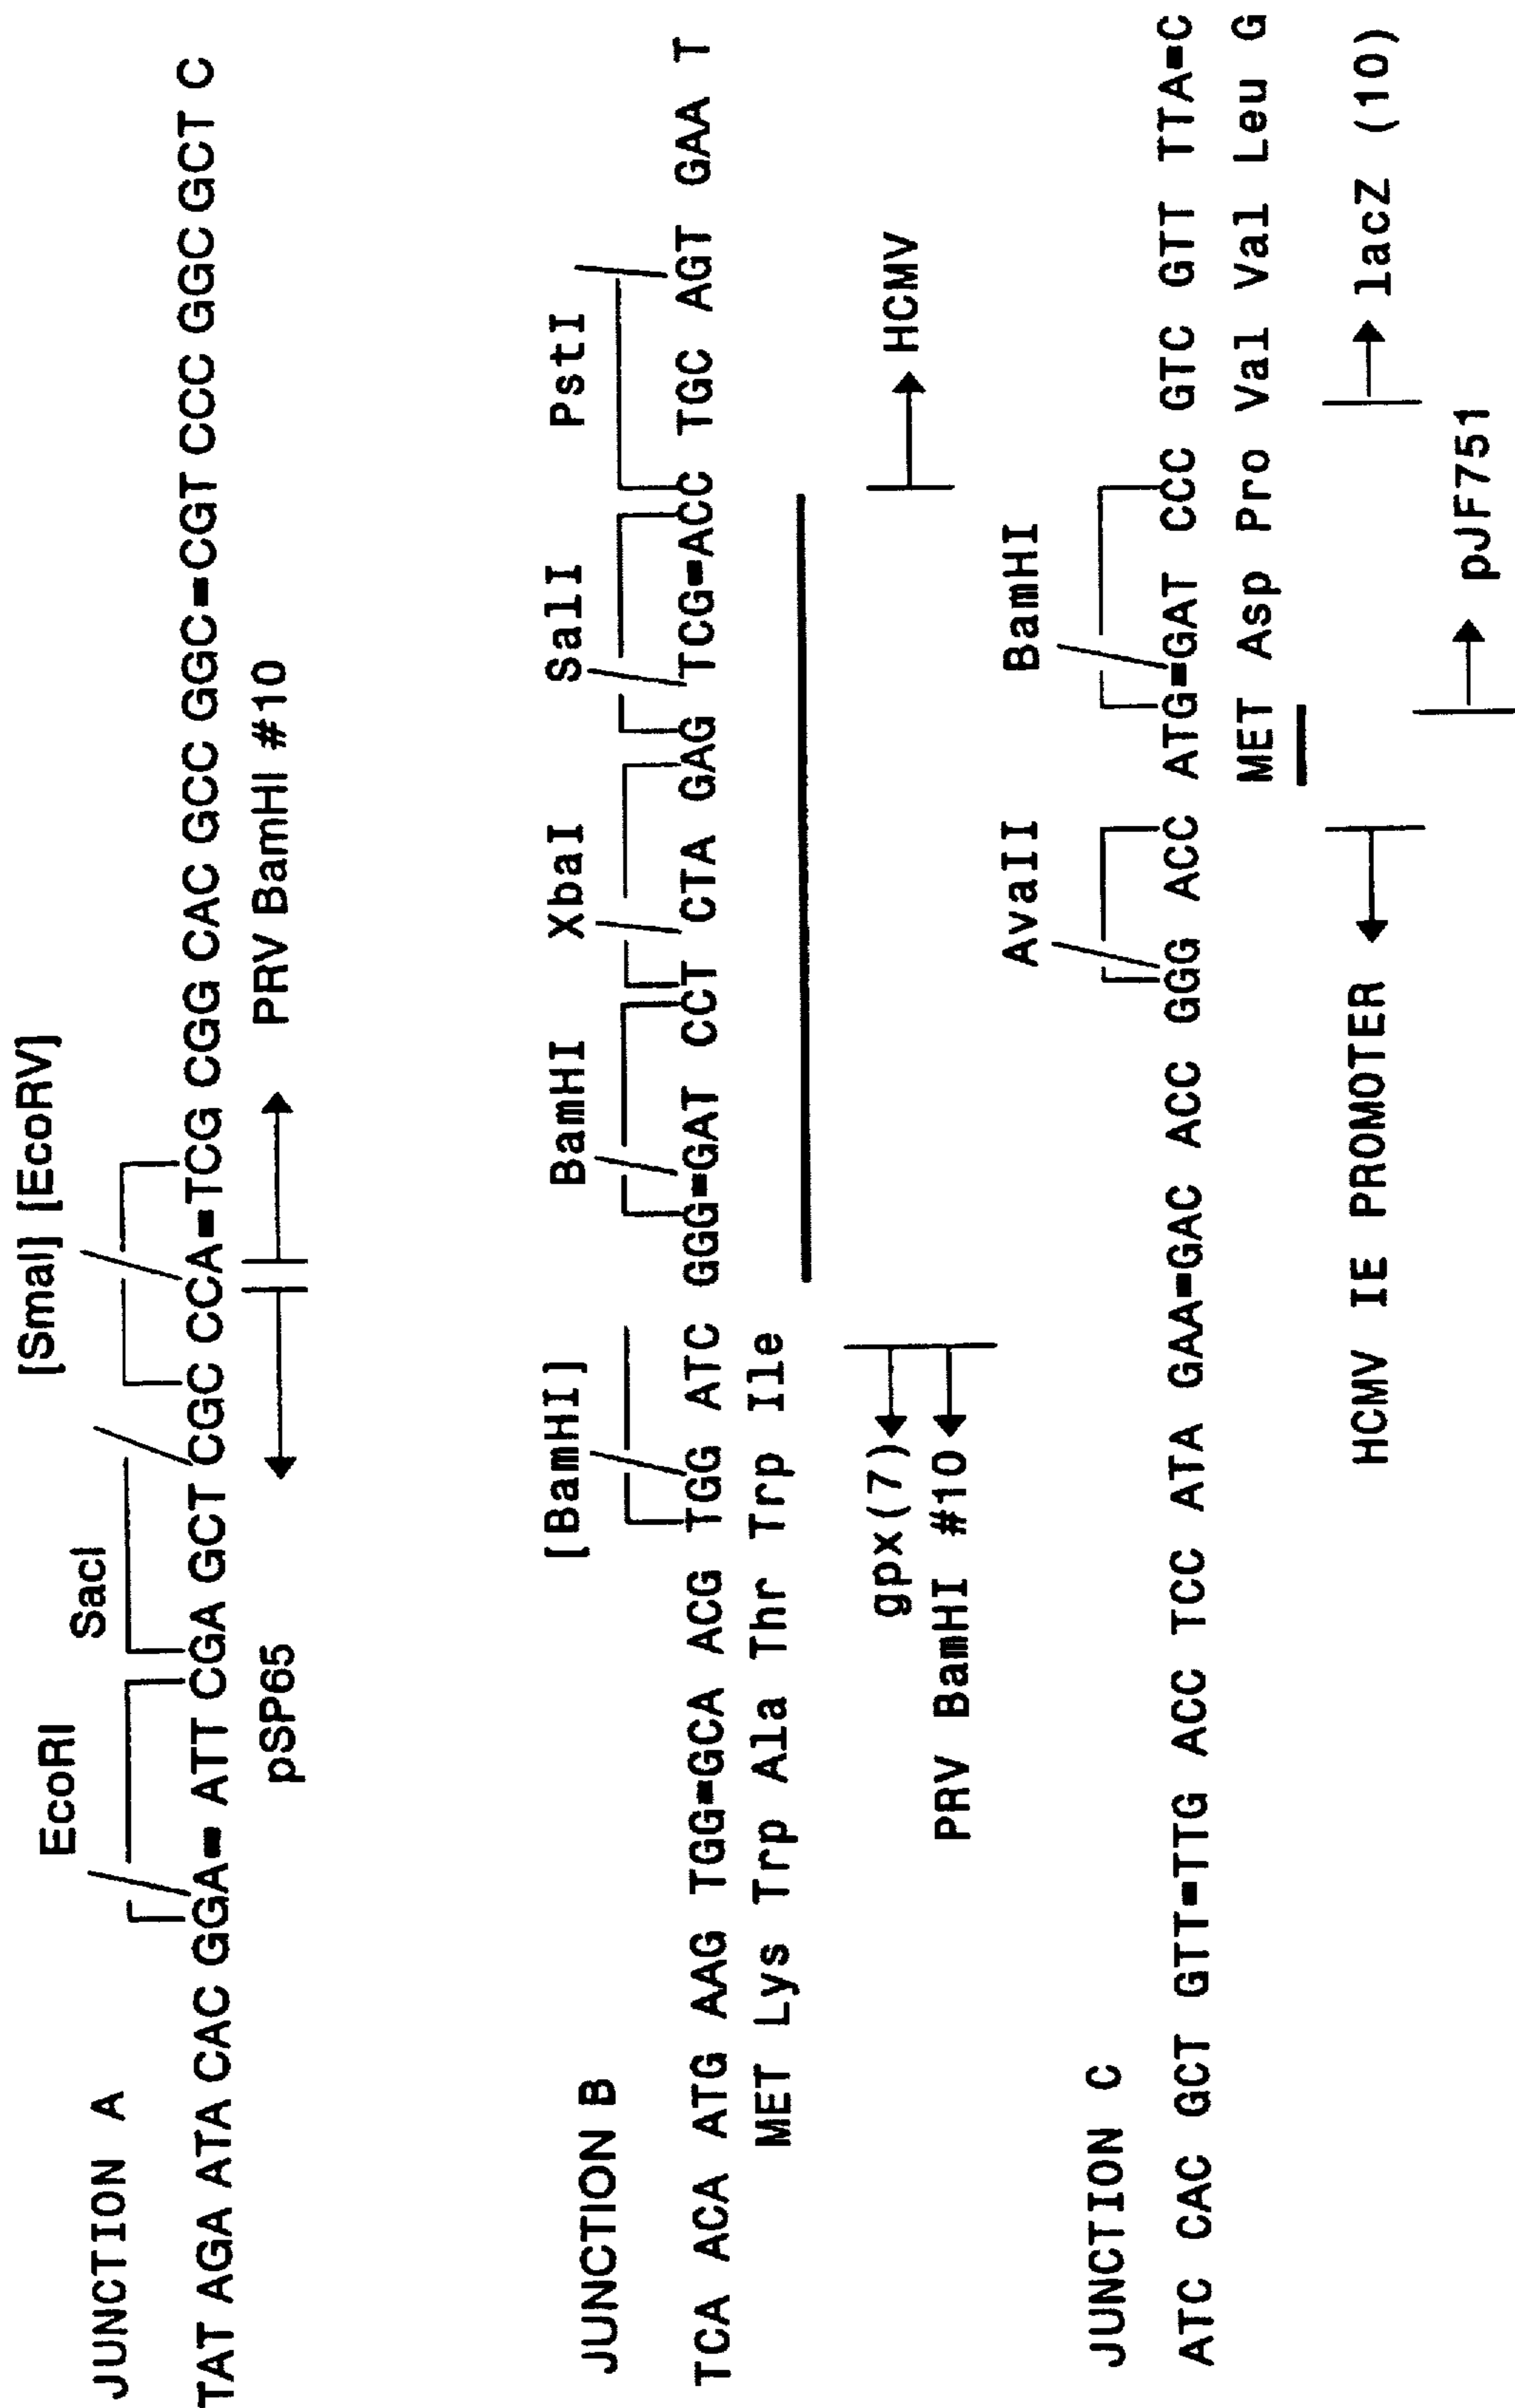 JUNCTION A
[SmaI] [EcoRV]
EcoRI SacI
TAT AGA ATA CAC GGA= ATT CGA GCT CGC CCA=TCG CGG CAC GCC GGC=CGT CCC GGC GCT C
pSP65 PRV BamHI #10
JUNCTION B
[BamHI] BamHI XbaI SalI PstI
TCA ACA ATG AAG TGG=GCA ACG TGG ATC GGG=GAT CCT CTA GAG TCG=ACC TGC AGT GAA T
MET Lys Trp Ala Thr Trp Ile
gpx(7) HCMV
PRV BamHI #10
JUNCTION C
AvaII BamHI
ATC CAC GCT GTT=TTG ACC TCC ATA GAA=GAC ACC GGG ACC ATG=GAT CCC GTC GTT TTA=C
MET Asp Pro Val Val Leu G
HCMV IE PROMOTER lacZ (10)
pJF751